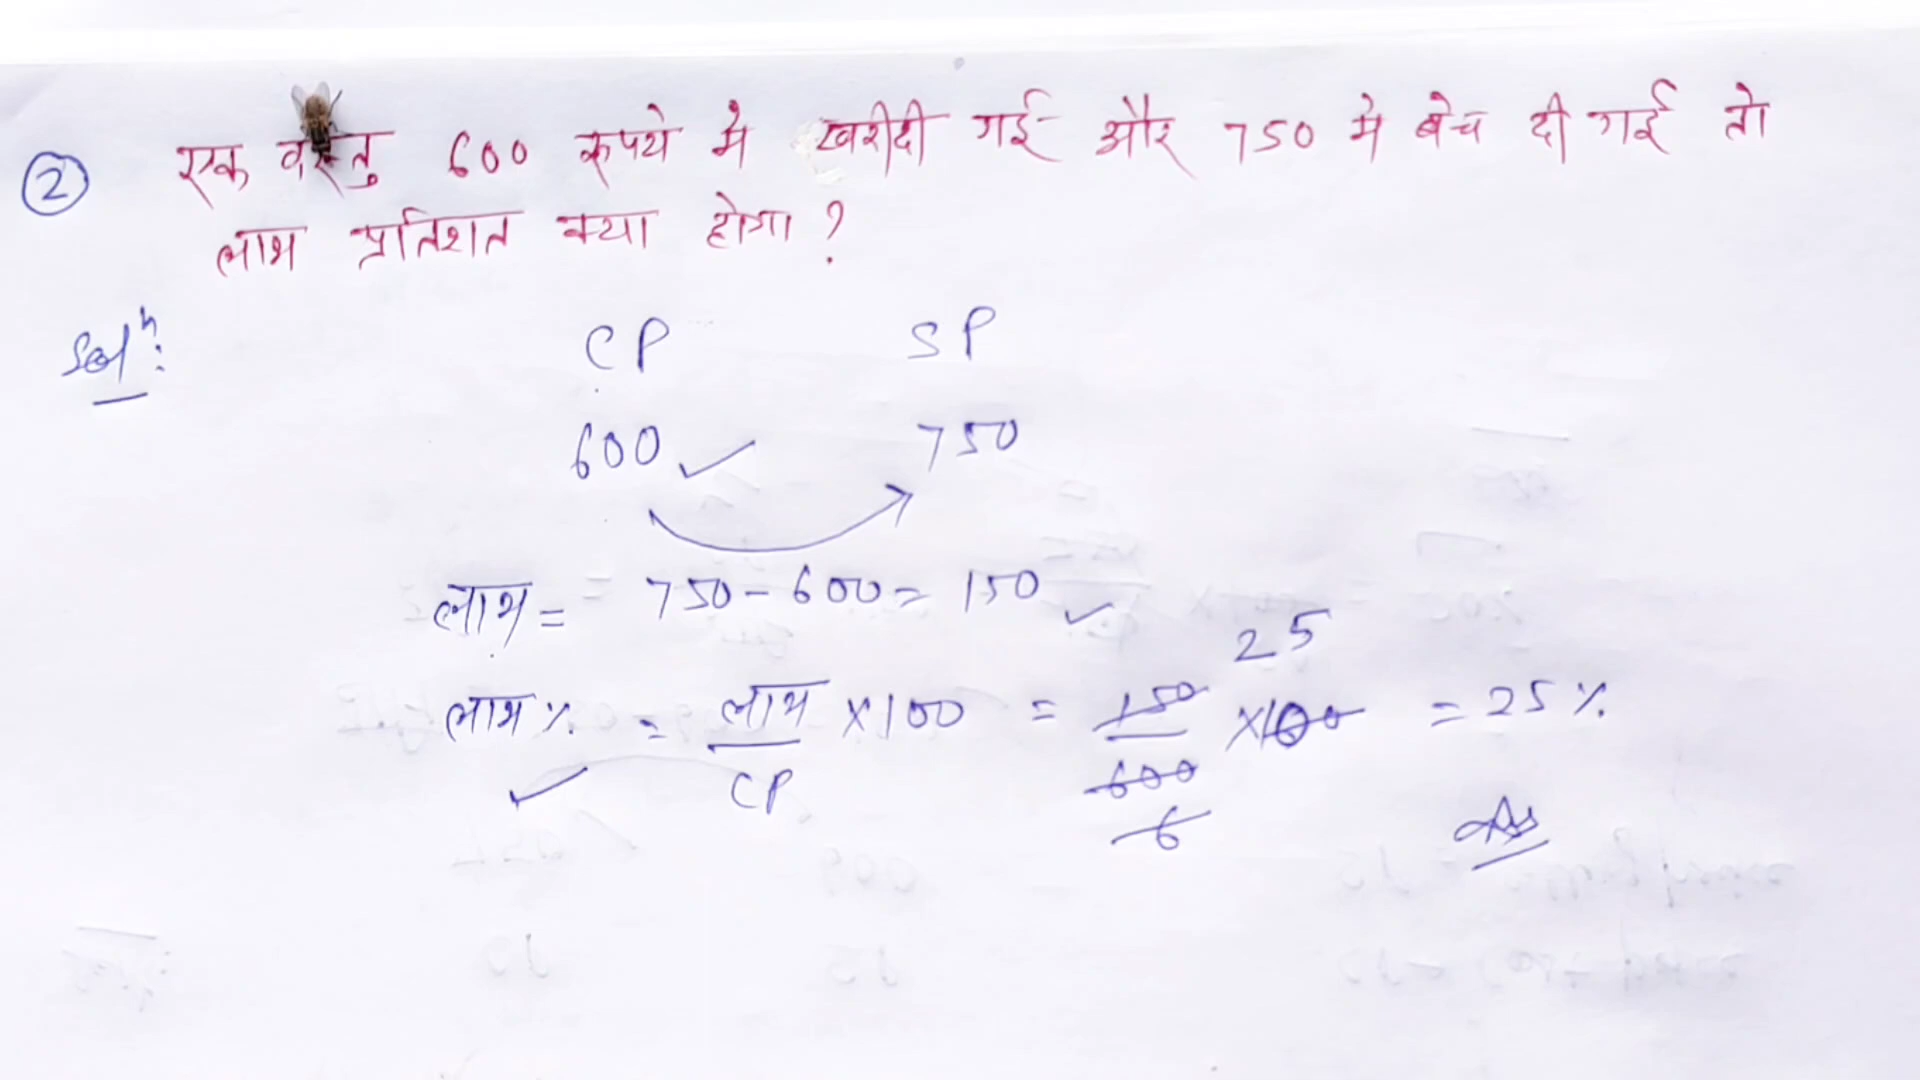 ② एक वस्तु 600 रूपये मे खरीदी गई और 750 मे बेच दी गई तो
लाभ प्रतिशत क्या होगा ?
Solⁿ:
CP SP
600 ✓ 750
लाभ = 750 - 600 = 150 ✓
25
लाभ % = लाभ/CP × 100 = 150/600 × 100 = 25 %
✓
6
Ans